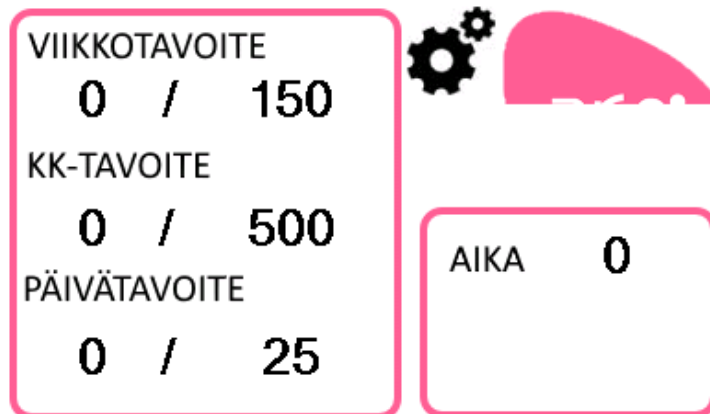 VIIKKOTAVOITE
0 / 150
KK-TAVOITE
0 / 500
PÄIVÄTAVOITE
0 / 25
AIKA 0